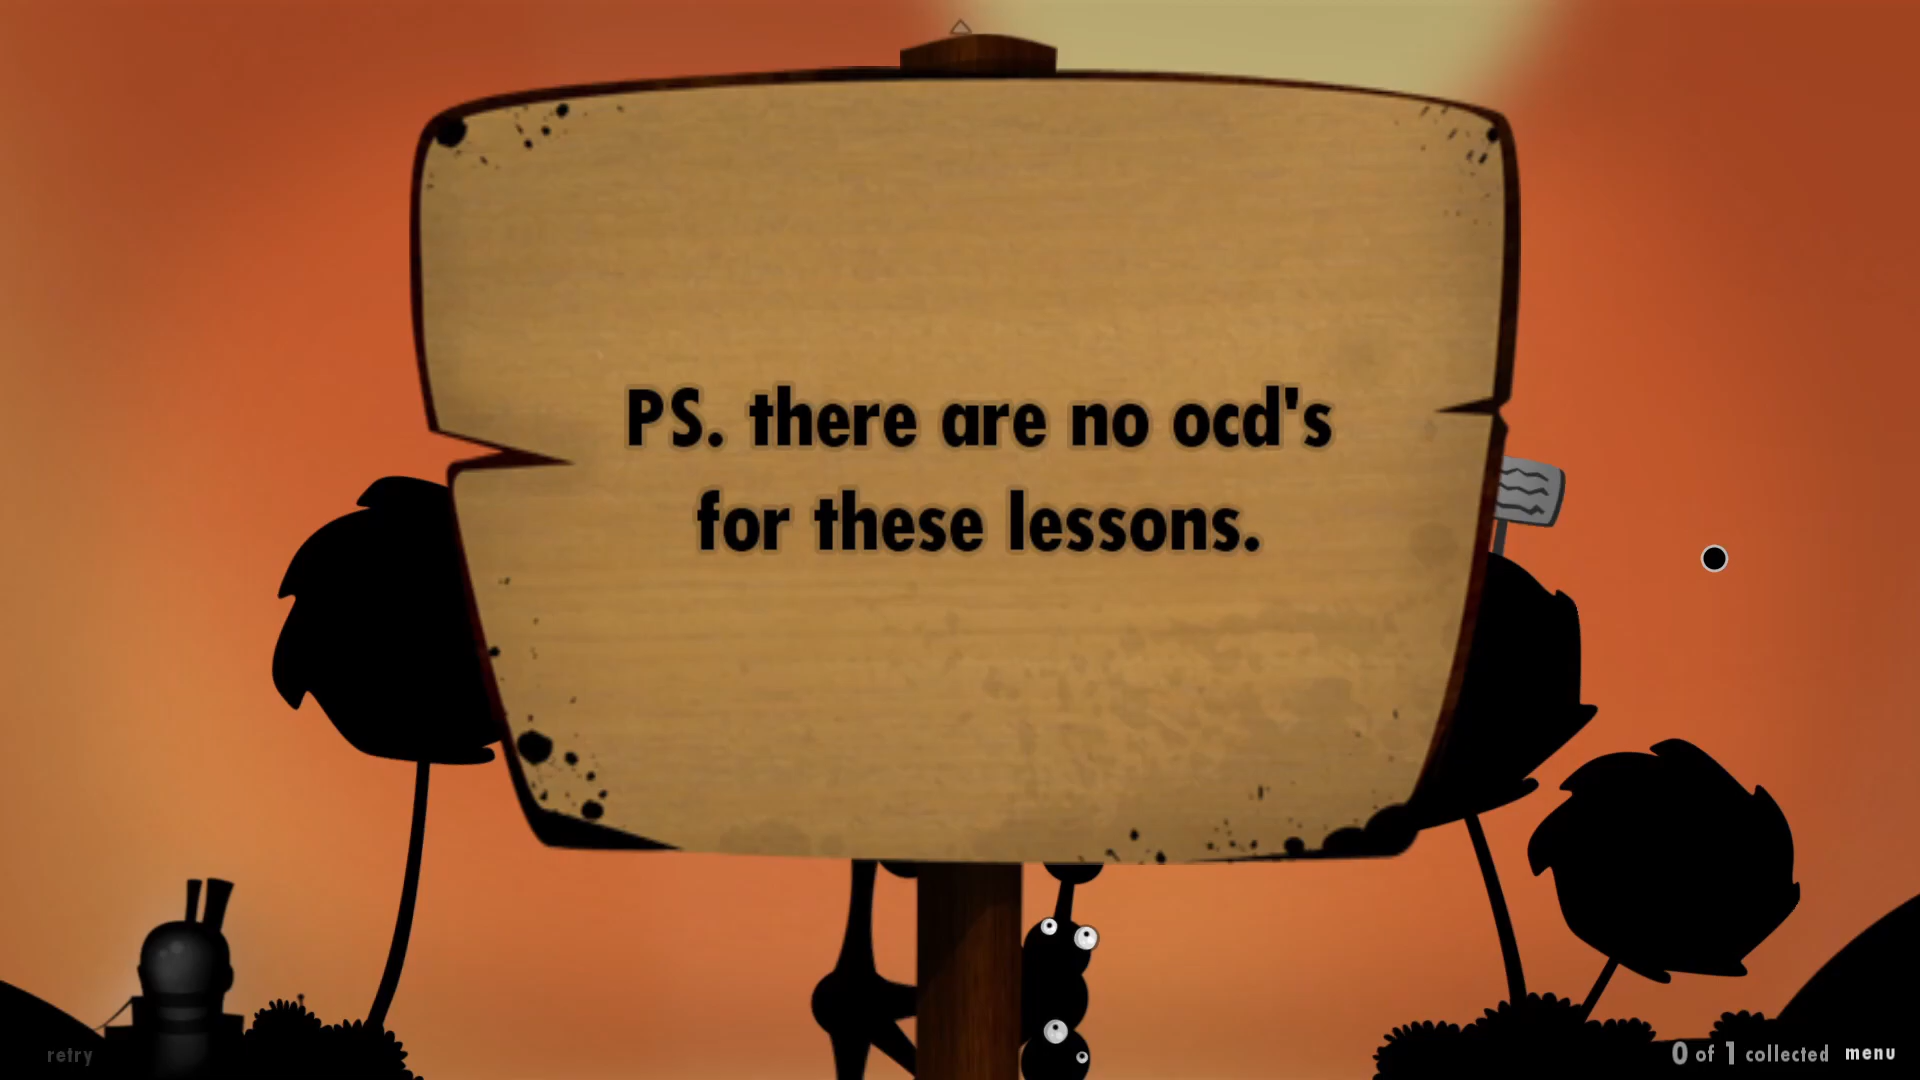 PS. there are no ocd's
for these lessons.
retry
0 of 1 collected menu